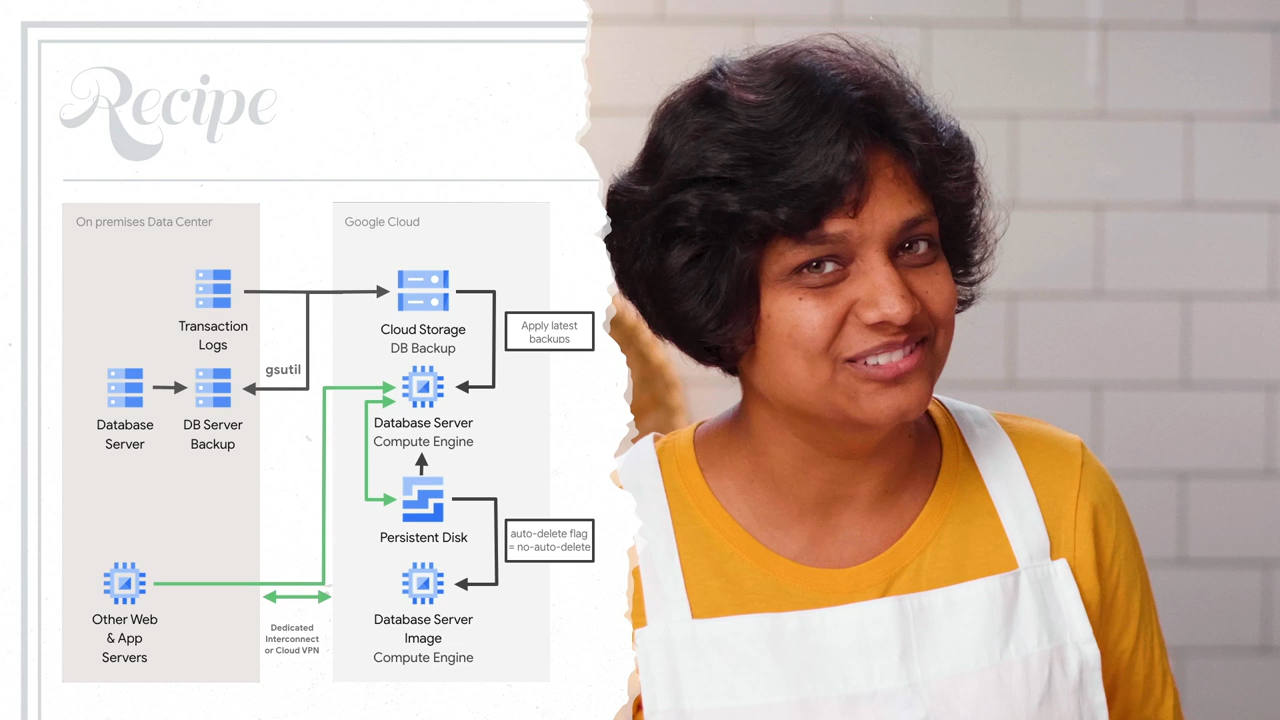 Recipe
On premises Data Center
Google Cloud
Transaction
Logs
Cloud Storage
DB Backup
Apply latest
backups
gsutil
Database
Server
DB Server
Backup
Database Server
Compute Engine
Persistent Disk
auto-delete flag
= no-auto-delete
Other Web
& App
Servers
Dedicated
Interconnect
or Cloud VPN
Database Server
Image
Compute Engine